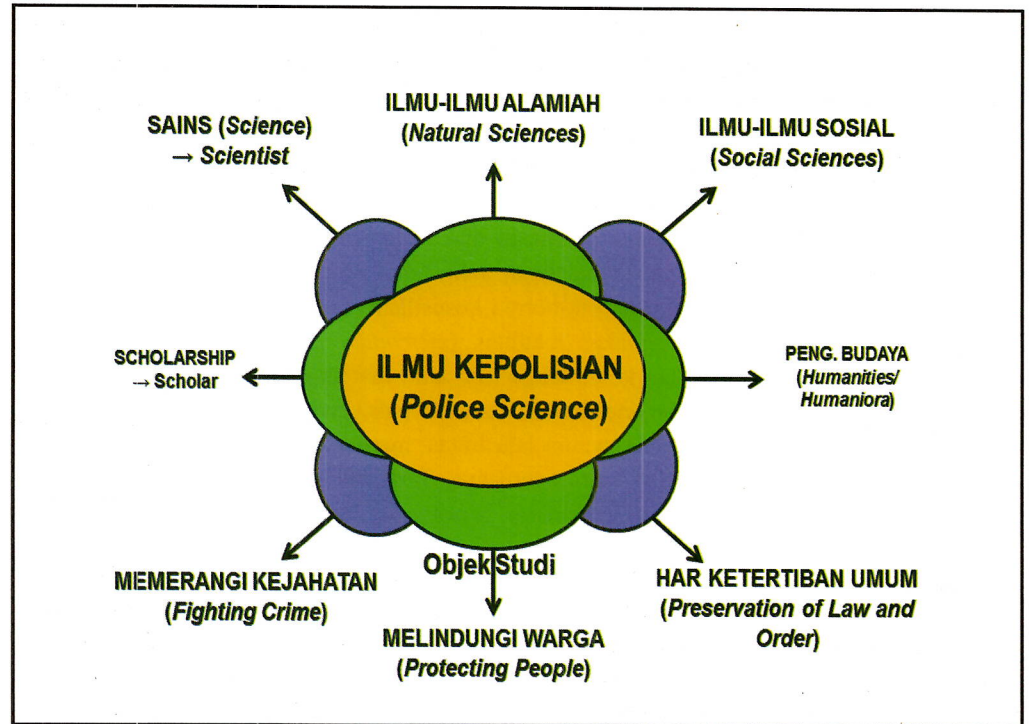 ILMU-ILMU ALAMIAH
(Natural Sciences)
SAINS (Science)
→ Scientist
ILMU-ILMU SOSIAL
(Social Sciences)
SCHOLARSHIP
→ Scholar
ILMU KEPOLISIAN
(Police Science)
PENG. BUDAYA
(Humanities/
Humaniora)
Objek Studi
MEMERANGI KEJAHATAN
(Fighting Crime)
MELINDUNGI WARGA
(Protecting People)
HAR KETERTIBAN UMUM
(Preservation of Law and
Order)